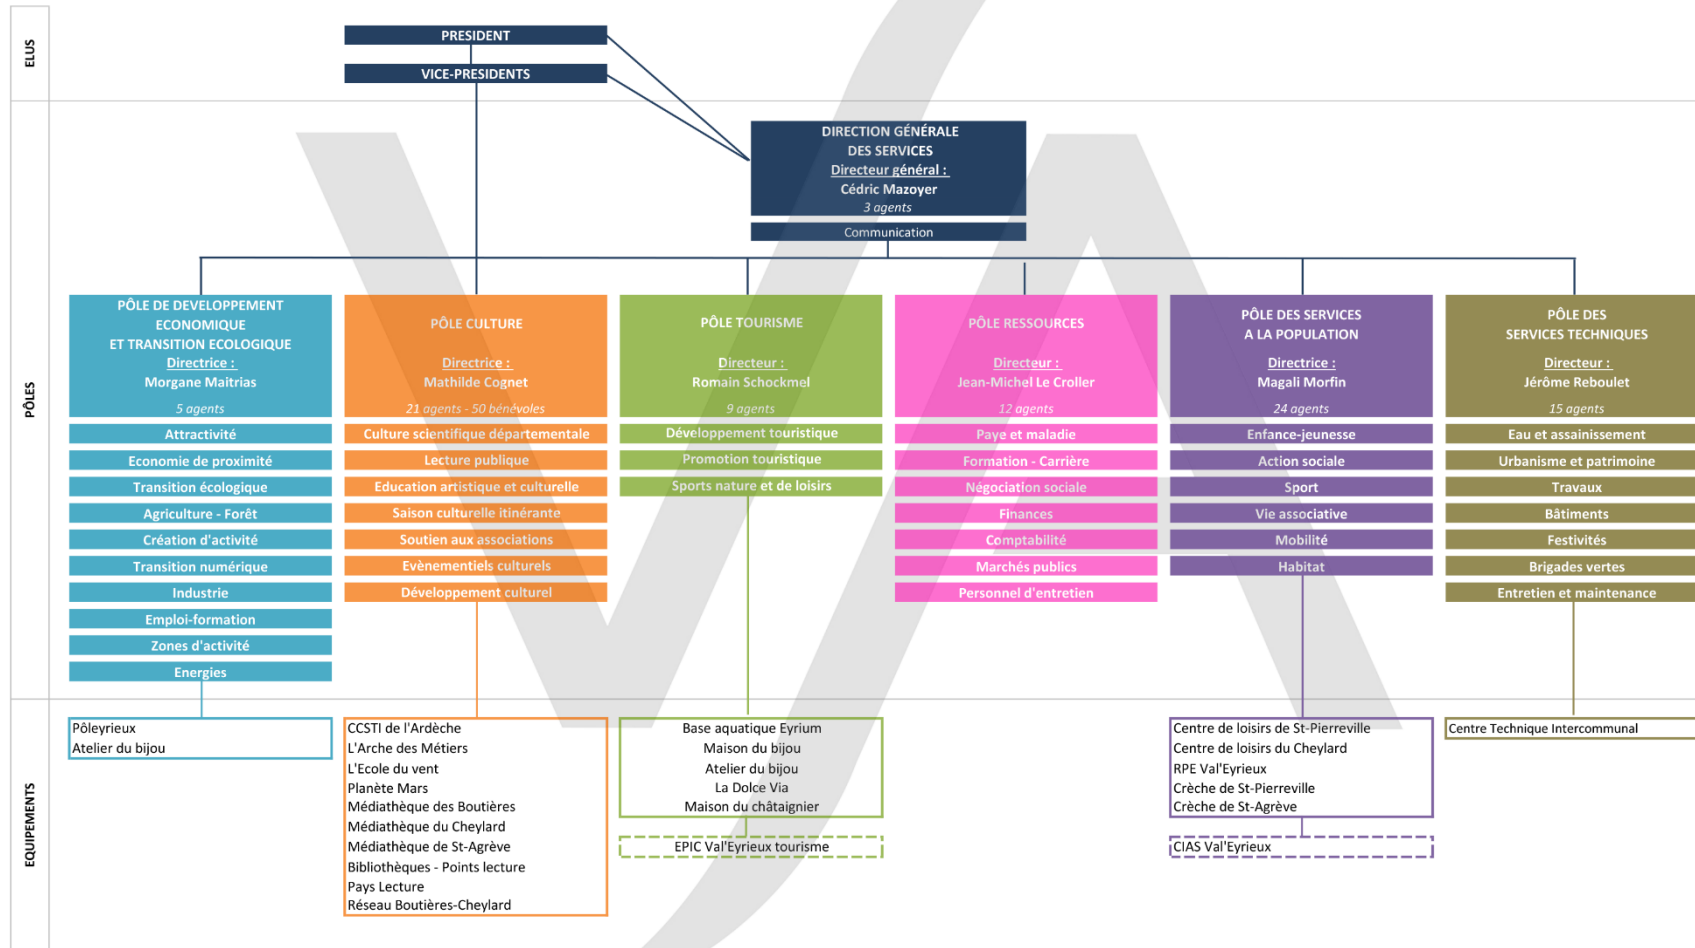 ELUS
PRESIDENT
VICE-PRESIDENTS
PÔLES
DIRECTION GÉNÉRALE
DES SERVICES
Directeur général :
Cédric Mazoyer
3 agents
Communication
PÔLE DE DEVELOPPEMENT
ECONOMIQUE
ET TRANSITION ECOLOGIQUE
Directrice :
Morgane Maitrias
5 agents
Attractivité
Economie de proximité
Transition écologique
Agriculture - Forêt
Création d'activité
Transition numérique
Industrie
Emploi-formation
Zones d'activité
Energies
PÔLE CULTURE
Directrice :
Mathilde Cognet
21 agents - 50 bénévoles
Culture scientifique départementale
Lecture publique
Education artistique et culturelle
Saison culturelle itinérante
Soutien aux associations
Evènementiels culturels
Développement culturel
PÔLE TOURISME
Directeur :
Romain Schockmel
9 agents
Développement touristique
Promotion touristique
Sports nature et de loisirs
PÔLE RESSOURCES
Directeur :
Jean-Michel Le Croller
12 agents
Paye et maladie
Formation - Carrière
Négociation sociale
Finances
Comptabilité
Marchés publics
Personnel d'entretien
PÔLE DES SERVICES
A LA POPULATION
Directrice :
Magali Morfin
24 agents
Enfance-jeunesse
Action sociale
Sport
Vie associative
Mobilité
Habitat
PÔLE DES
SERVICES TECHNIQUES
Directeur :
Jérôme Reboulet
15 agents
Eau et assainissement
Urbanisme et patrimoine
Travaux
Bâtiments
Festivités
Brigades vertes
Entretien et maintenance
EQUIPEMENTS
Pôleyrieux
Atelier du bijou
CCSTI de l'Ardèche
L'Arche des Métiers
L'Ecole du vent
Planète Mars
Médiathèque des Boutières
Médiathèque du Cheylard
Médiathèque de St-Agrève
Bibliothèques - Points lecture
Pays Lecture
Réseau Boutières-Cheylard
Base aquatique Eyrium
Maison du bijou
Atelier du bijou
La Dolce Via
Maison du châtaignier
EPIC Val'Eyrieux tourisme
Centre de loisirs de St-Pierreville
Centre de loisirs du Cheylard
RPE Val'Eyrieux
Crèche de St-Pierreville
Crèche de St-Agrève
CIAS Val'Eyrieux
Centre Technique Intercommunal